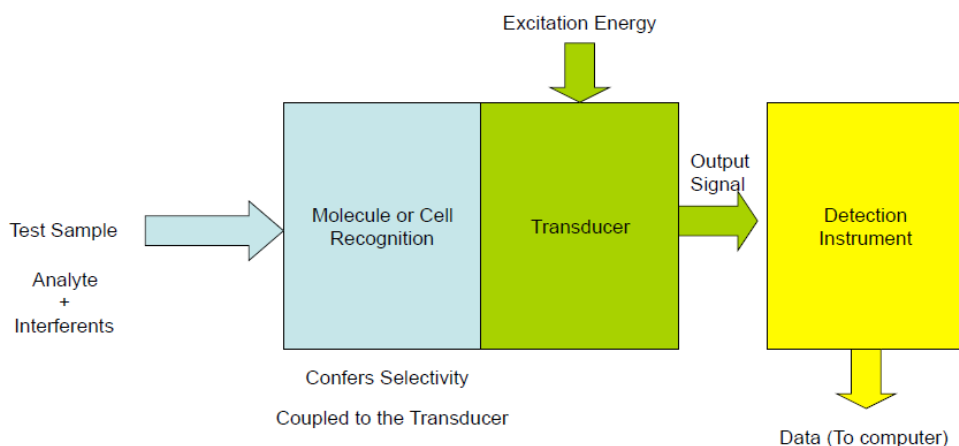 Excitation Energy
Test Sample
Analyte
+
Interferents
Molecule or Cell
Recognition
Transducer
Output
Signal
Detection
Instrument
Confers Selectivity
Coupled to the Transducer
Data (To computer)